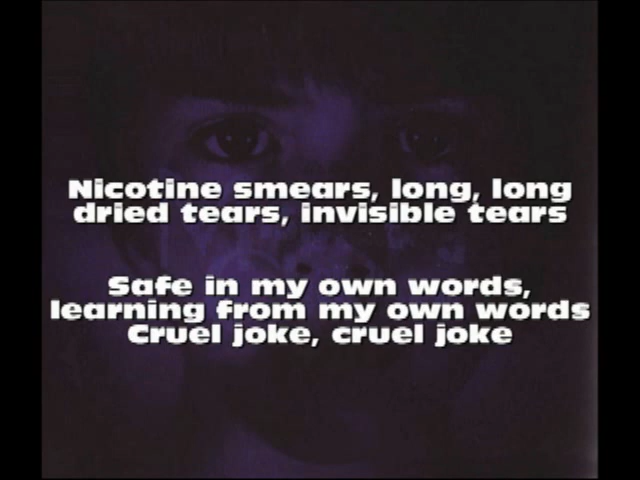 Nicotine smears, long, long
dried tears, invisible tears
Safe in my own words,
learning from my own words
Cruel joke, cruel joke